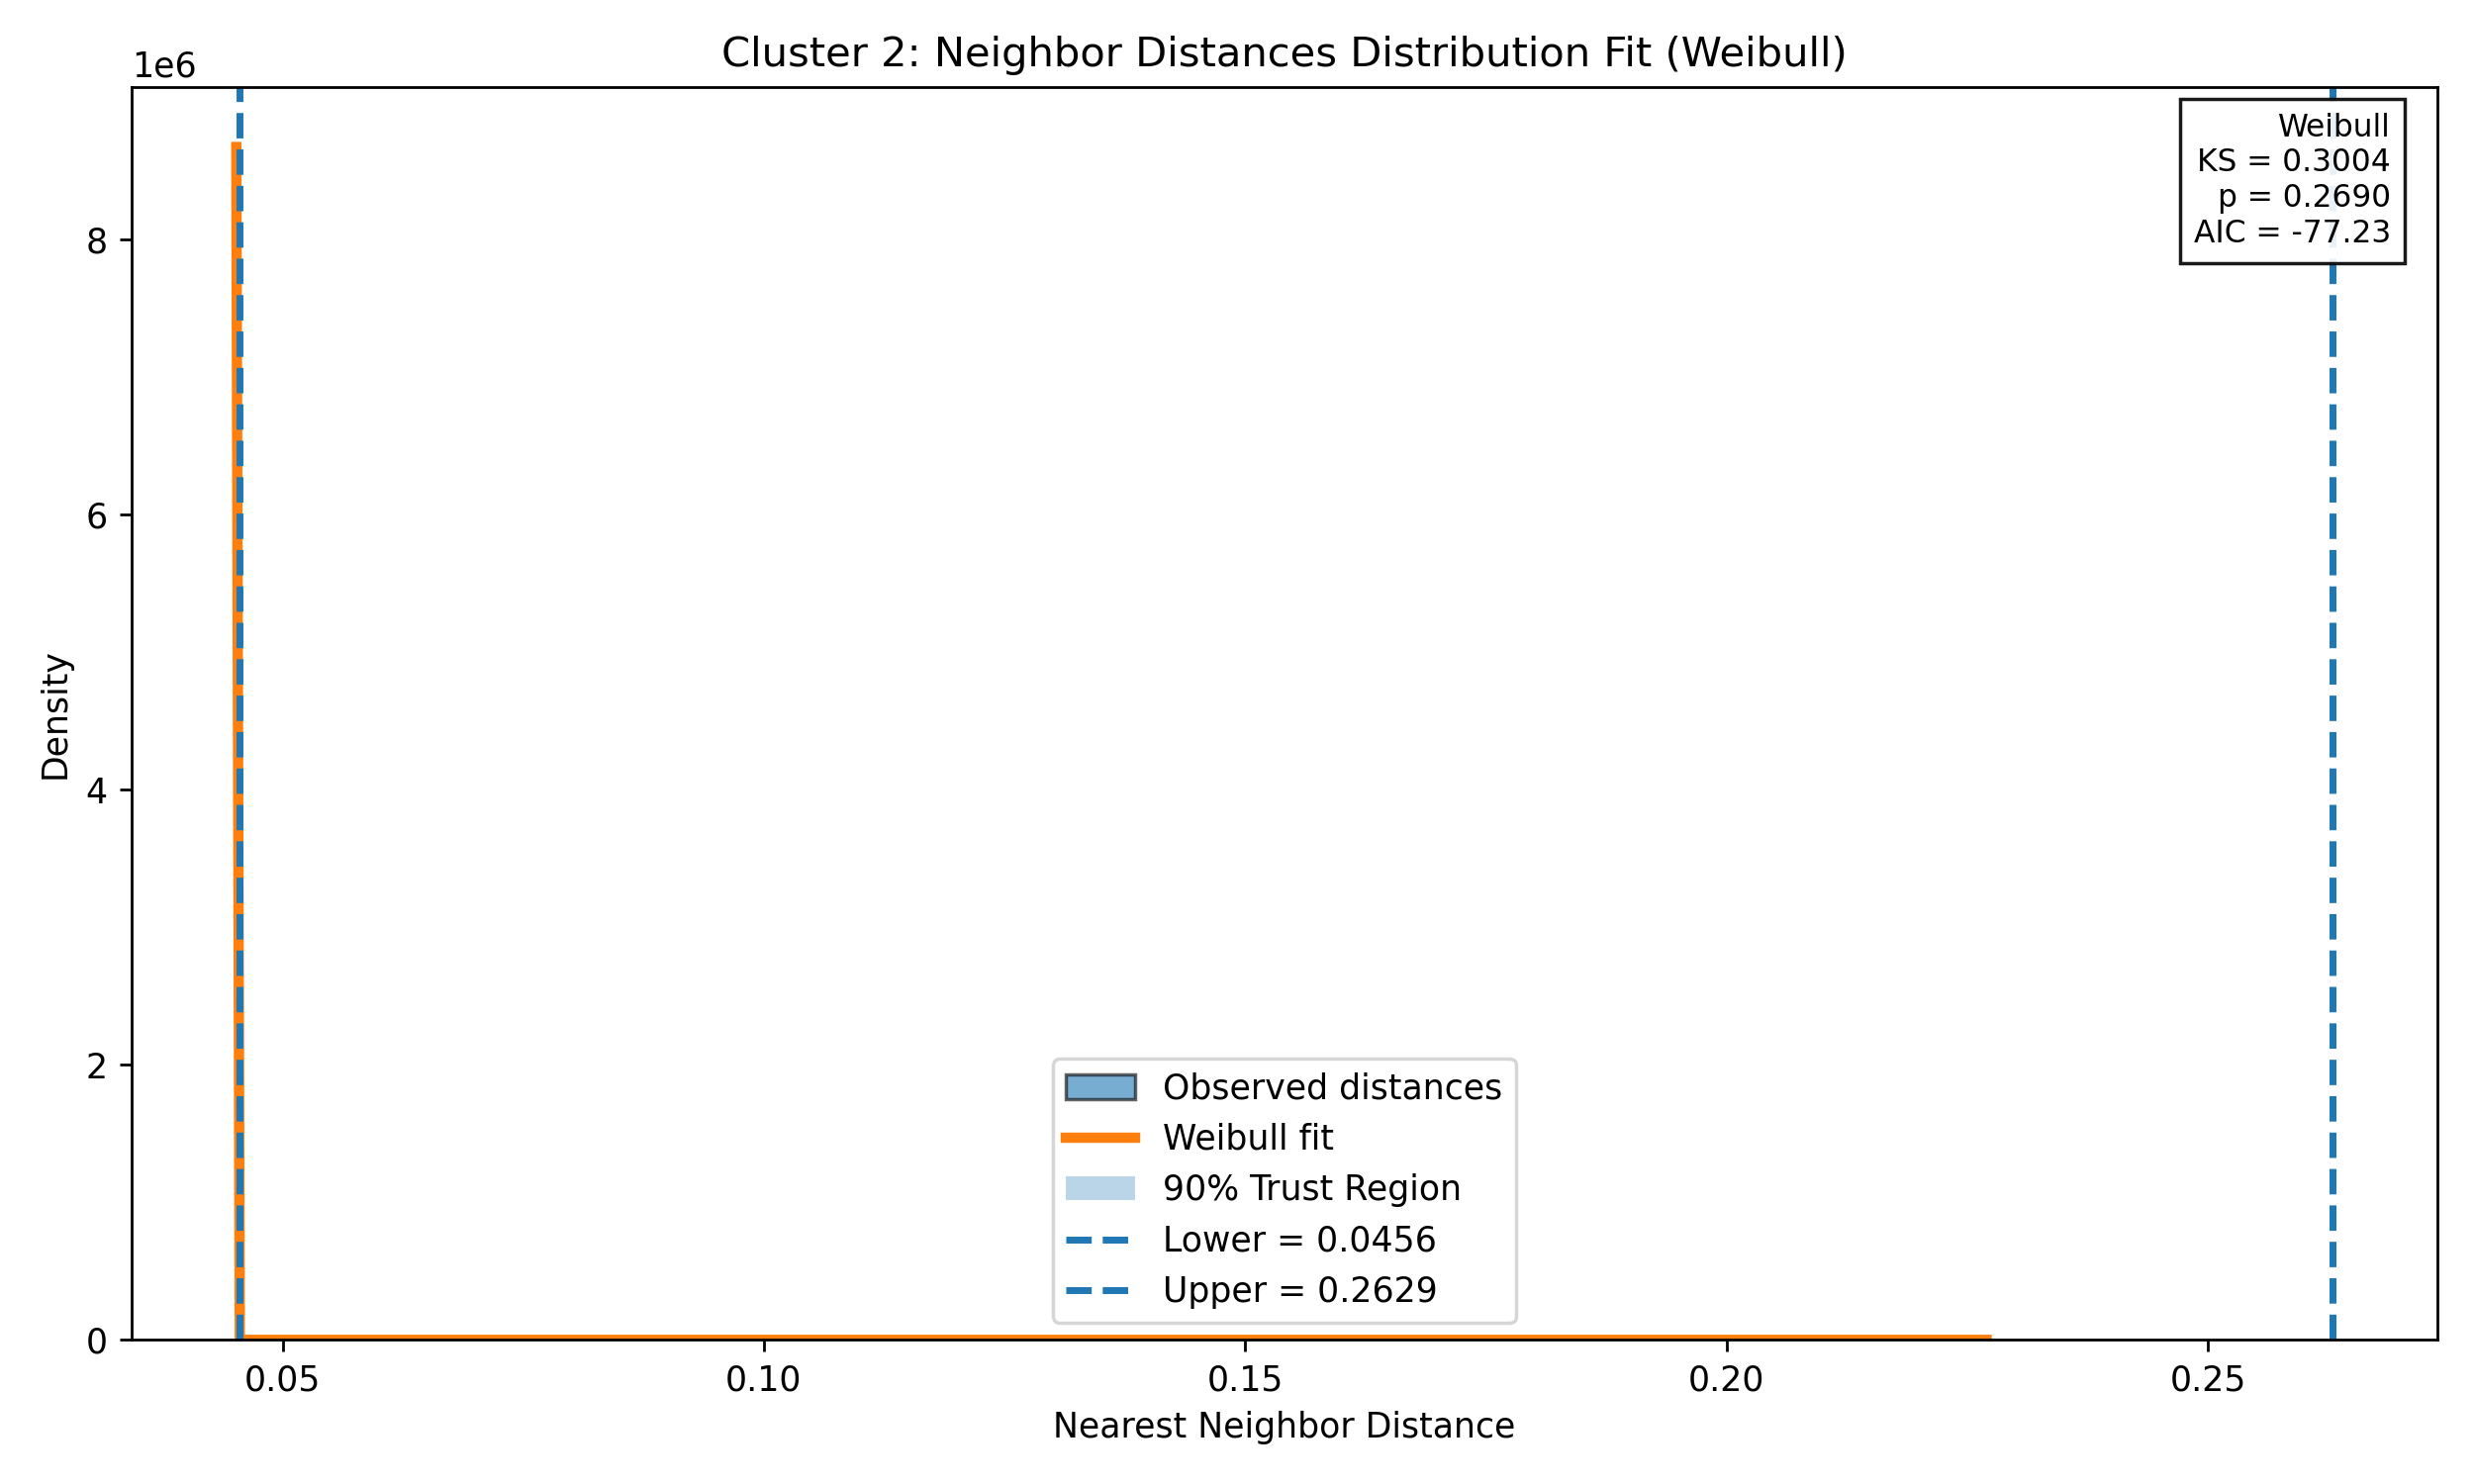 Cluster 2: Neighbor Distances Distribution Fit (Weibull)
1e6
Weibull
KS = 0.3004
p = 0.2690
AIC = -77.23
8
6
4
2
0
Density
Observed distances
Weibull fit
90% Trust Region
Lower = 0.0456
Upper = 0.2629
0.05 0.10 0.15 0.20 0.25
Nearest Neighbor Distance